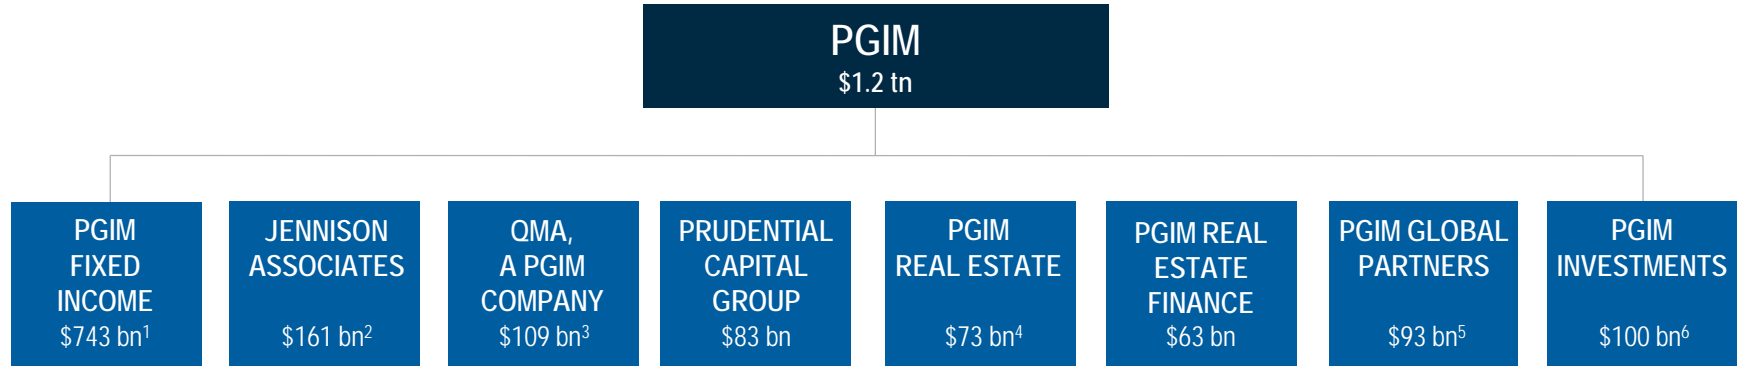 PGIM
$1.2 tn
PGIM
FIXED
INCOME
$743 bn1
JENNISON
ASSOCIATES
$161 bn2
QMA,
A PGIM
COMPANY
$109 bn3
PRUDENTIAL
CAPITAL
GROUP
$83 bn
PGIM
REAL ESTATE
$73 bn4
PGIM REAL
ESTATE
FINANCE
$63 bn
PGIM GLOBAL
PARTNERS
$93 bn5
PGIM
INVESTMENTS
$100 bn6